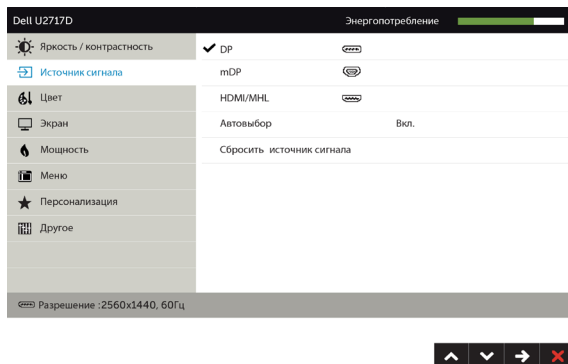 Dell U2717D Энергопотребление
Яркость / контрастность
Источник сигнала
Цвет
Экран
Мощность
Меню
Персонализация
Другое
DP
mDP
HDMI/MHL
Автовыбор Вкл.
Сбросить источник сигнала
Разрешение :2560x1440, 60Гц